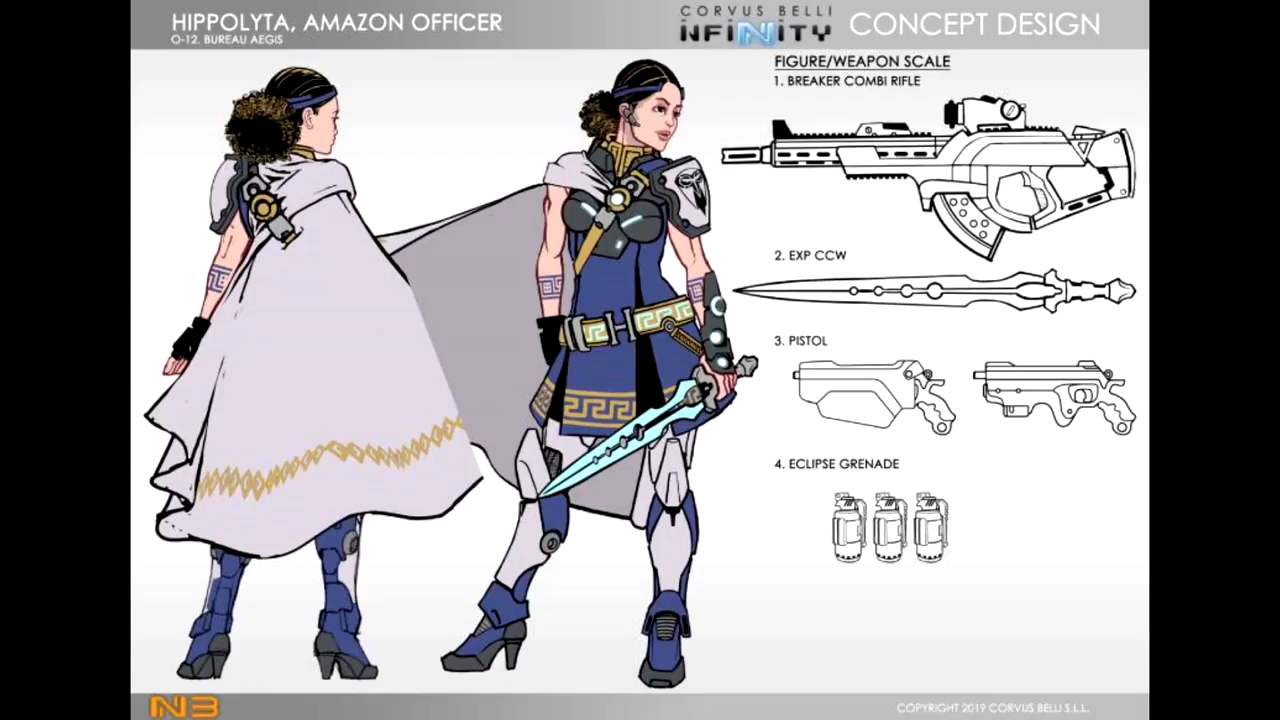 HIPPOLYTA, AMAZON OFFICER
O-12. BUREAU AEGIS
CORVUS BELLI
INFINITY
CONCEPT DESIGN
FIGURE/WEAPON SCALE
1. BREAKER COMBI RIFLE
2. EXP CCW
3. PISTOL
4. ECLIPSE GRENADE
N3
COPYRIGHT 2019 CORVUS BELLI S.L.L.